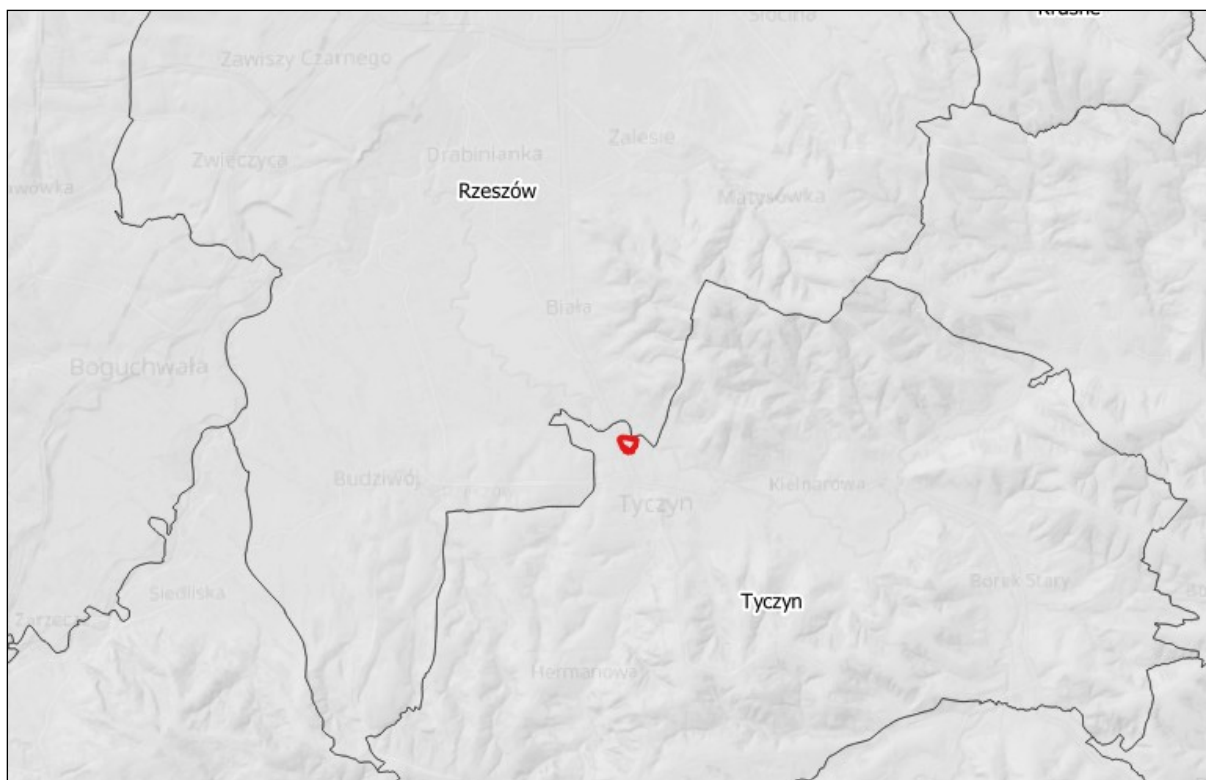 Słocina
Krasne
Zawiszy Czarnego
Zalesie
Drabinianka
Zwięczyca
Rzeszów
Matysówka
Biała
Boguchwała
Budziwój
Kielnarowa
Tyczyn
Borek Stary
Siedliska
Tyczyn
Hermanowa